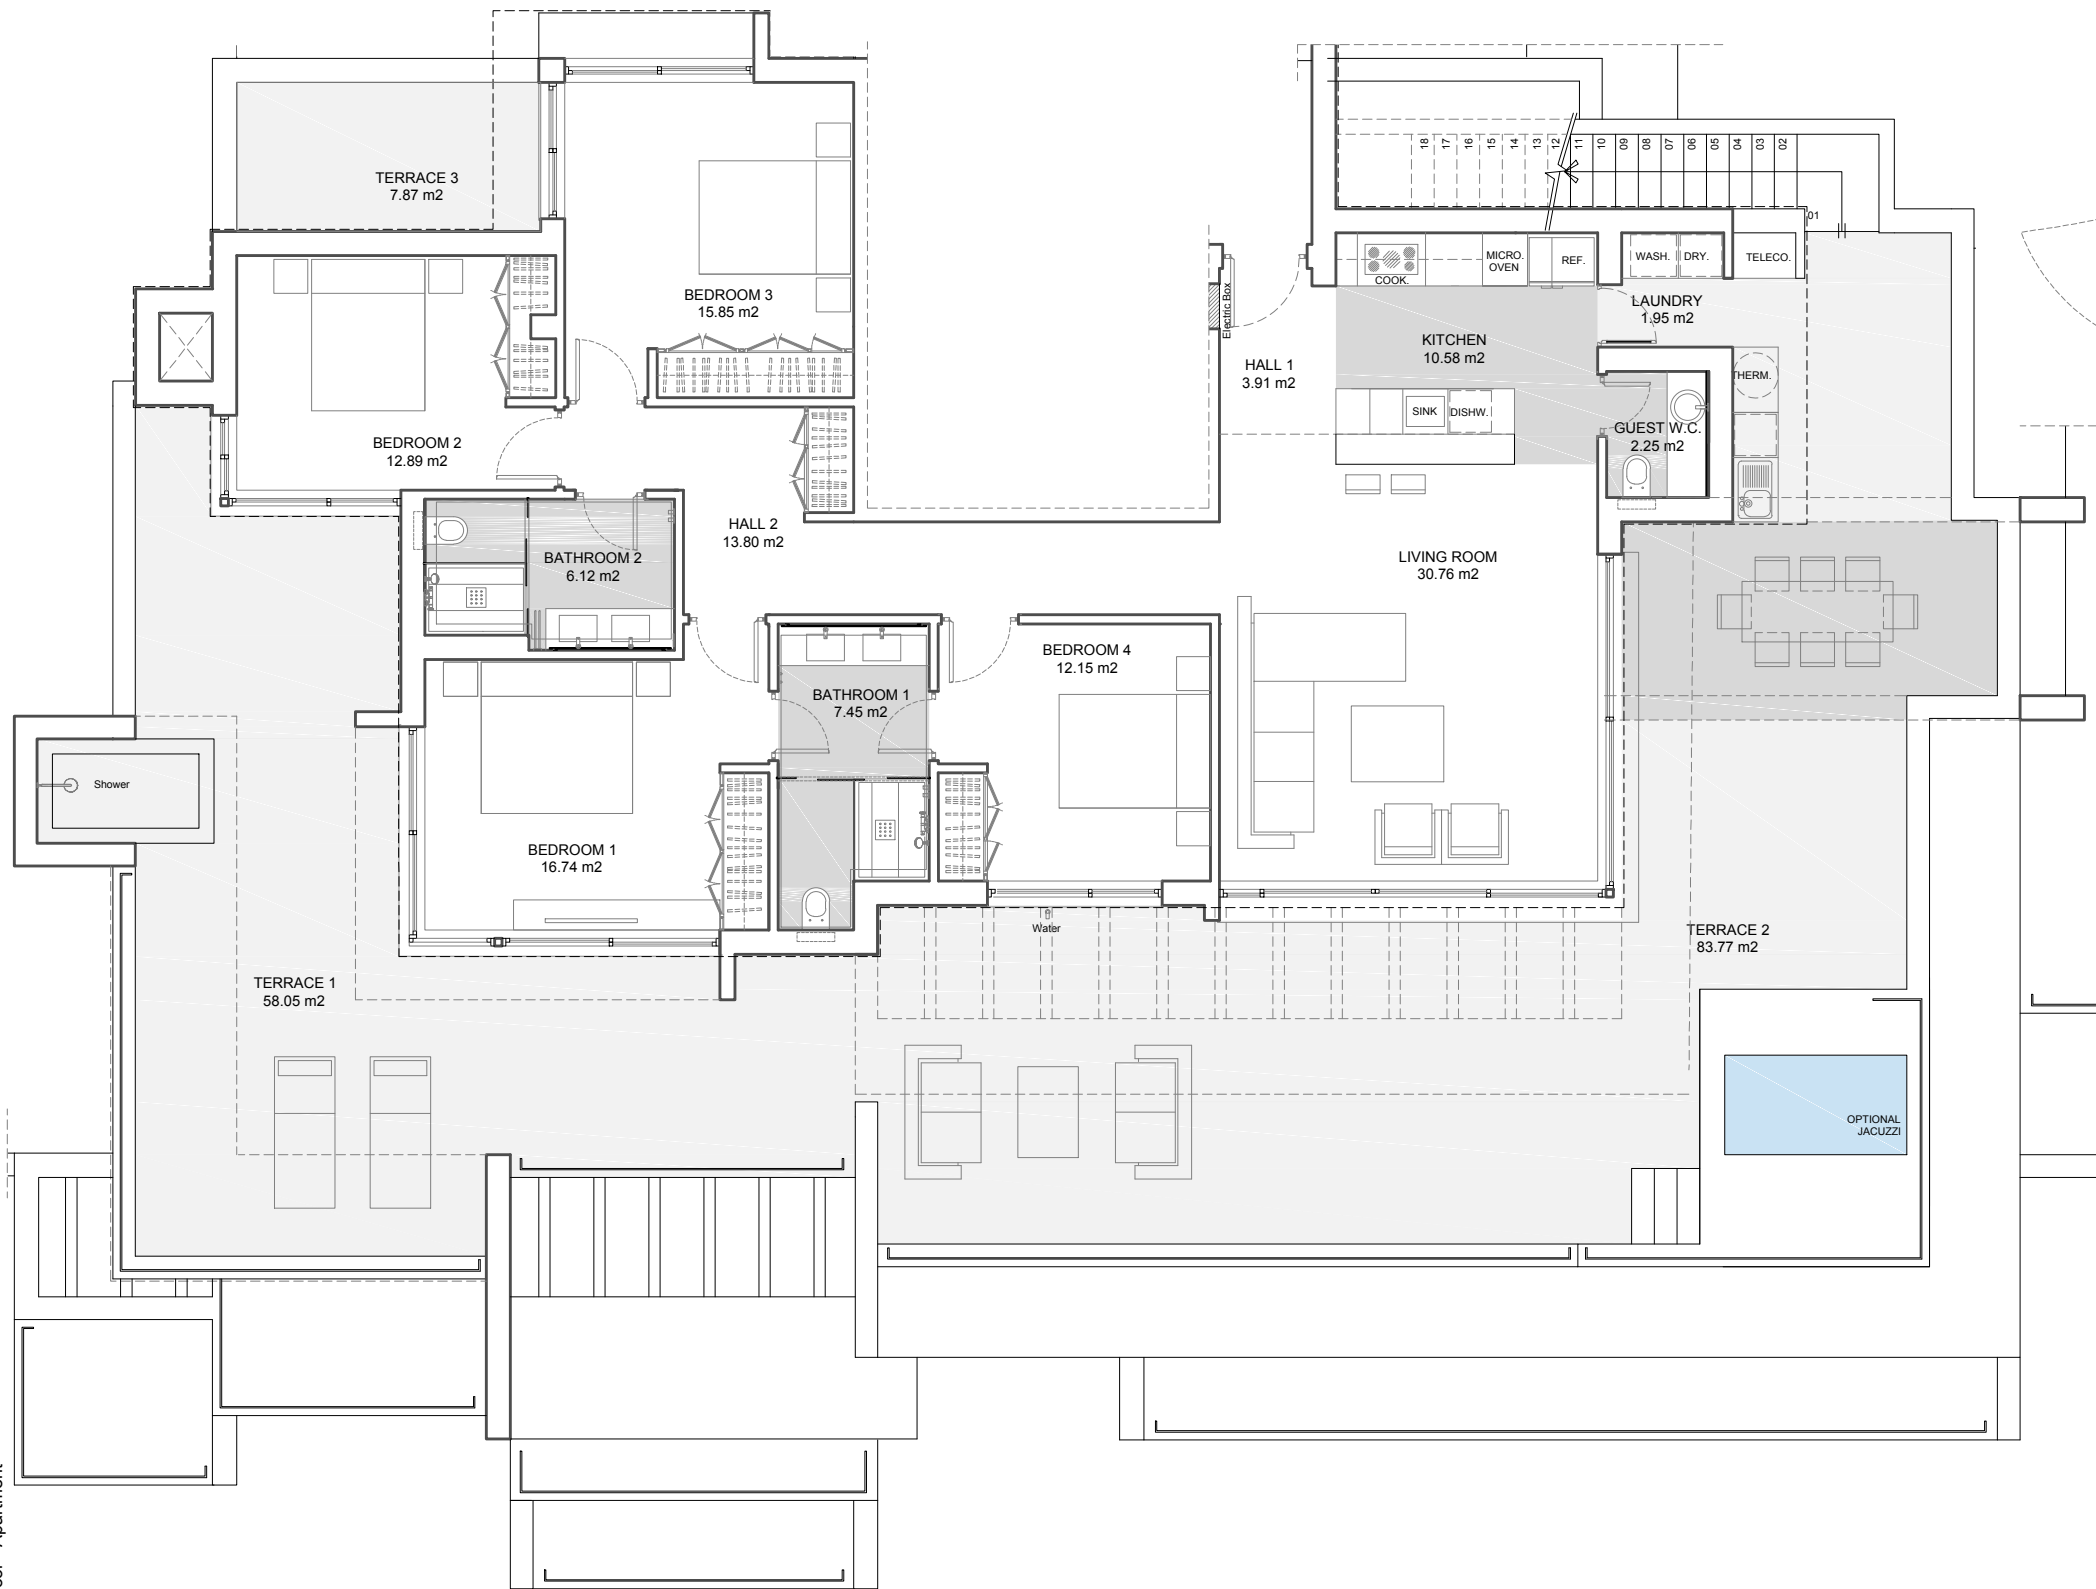 18
17
16
15
14
13
12
11
10
09
08
07
06
05
04
03
02
01
TERRACE 3
7.87 m2
BEDROOM 3
15.85 m2
COOK.
MICRO.
OVEN
REF.
WASH.
DRY.
TELECO.
Electric Box
LAUNDRY
1.95 m2
KITCHEN
10.58 m2
HALL 1
3.91 m2
THERM.
SINK
DISHW.
GUEST W.C.
2.25 m2
BEDROOM 2
12.89 m2
HALL 2
13.80 m2
BATHROOM 2
6.12 m2
LIVING ROOM
30.76 m2
BEDROOM 4
12.15 m2
BATHROOM 1
7.45 m2
Shower
BEDROOM 1
16.74 m2
Water
TERRACE 2
83.77 m2
TERRACE 1
58.05 m2
OPTIONAL
JACUZZI
Apartment